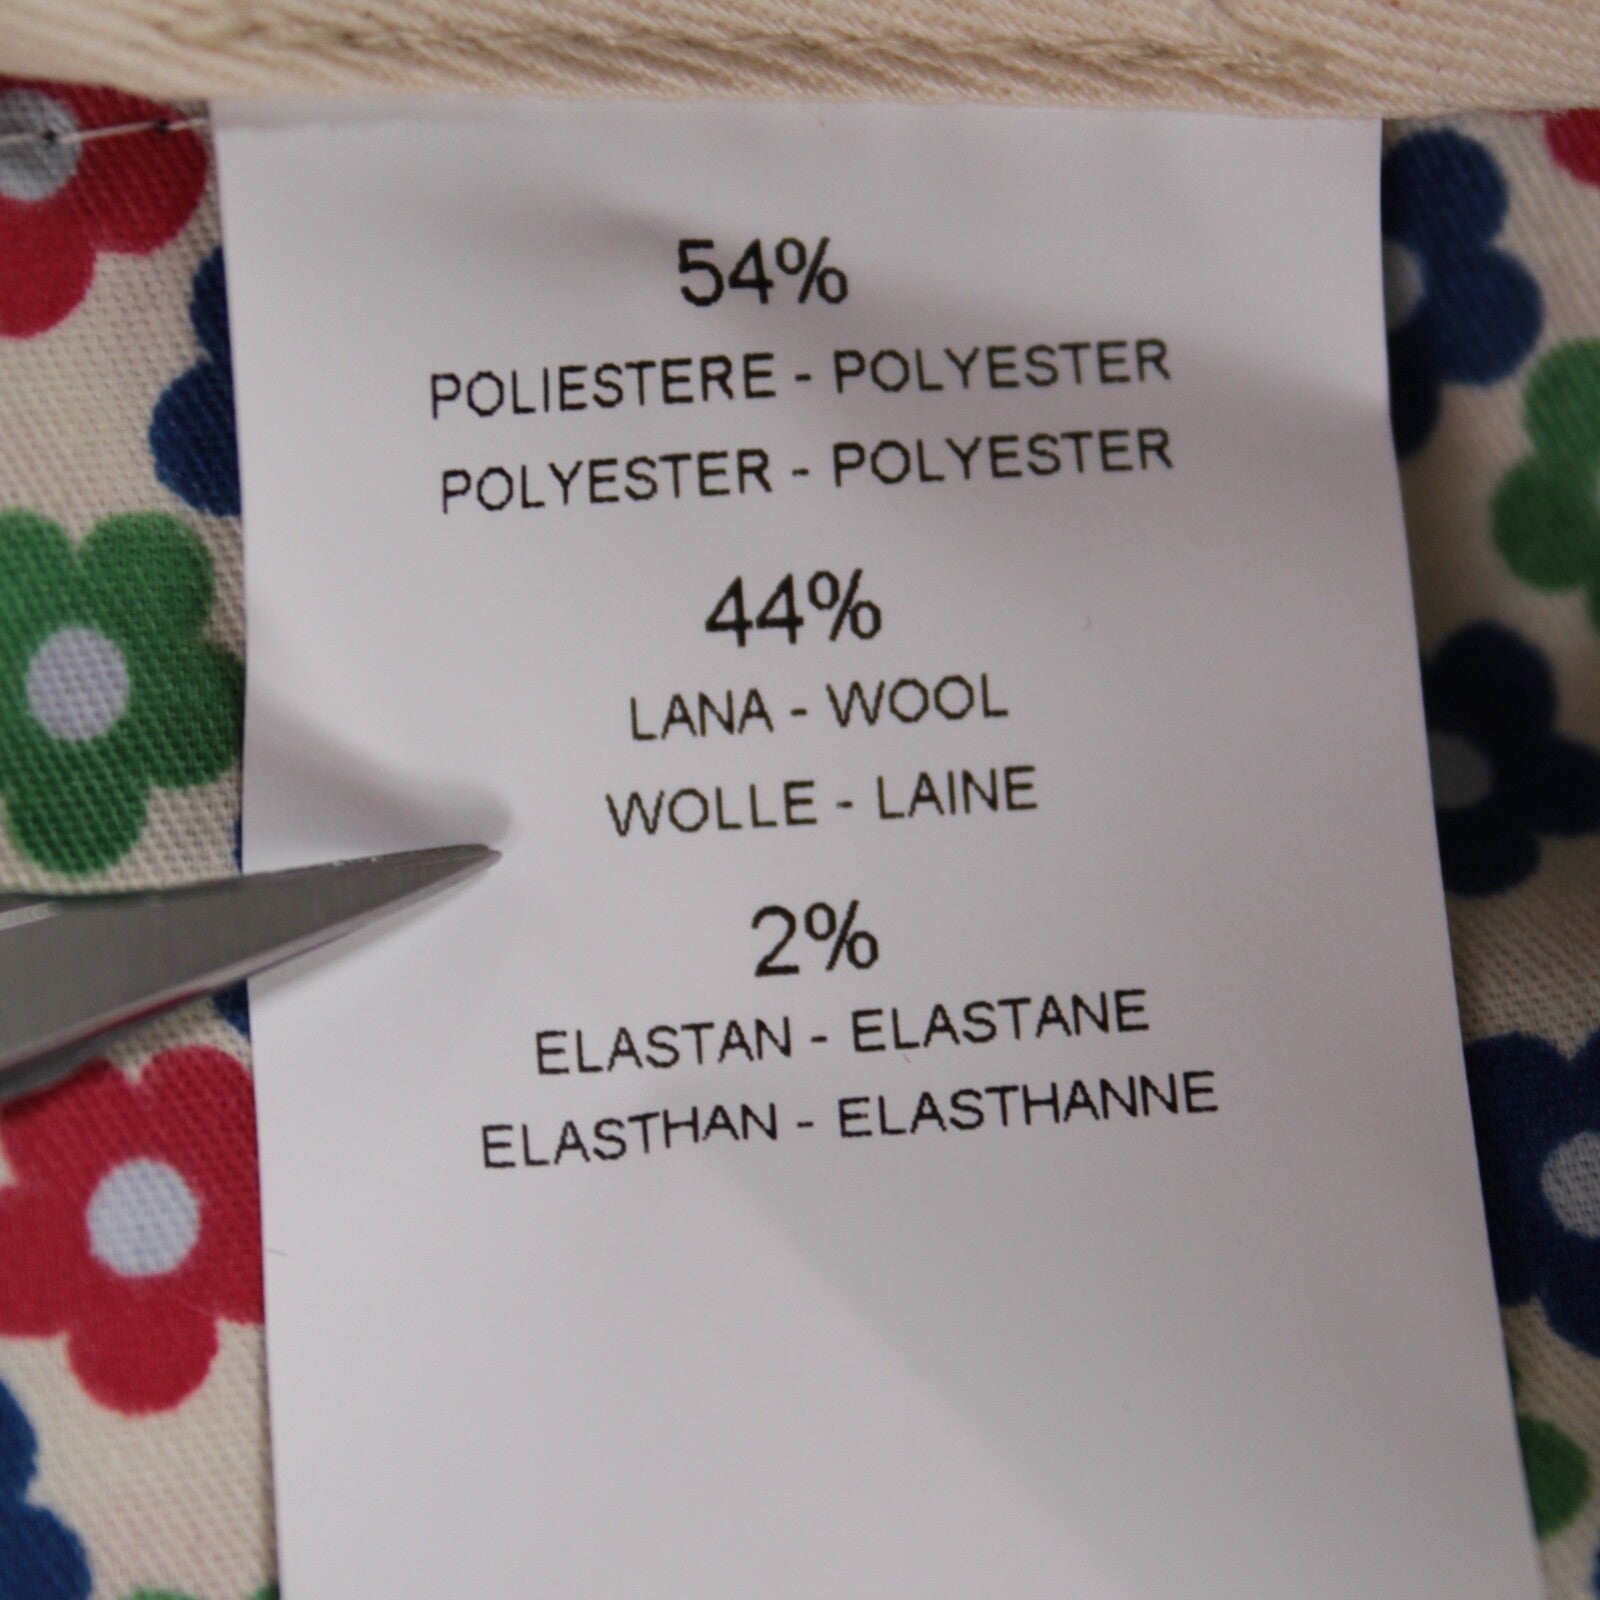 54%
POLIESTERE - POLYESTER
POLYESTER - POLYESTER
44%
LANA - WOOL
WOLLE - LAINE
2%
ELASTAN - ELASTANE
ELASTHAN - ELASTHANNE